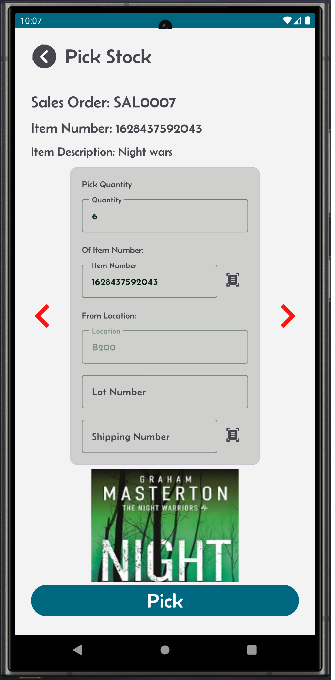 10:07
Pick Stock
Sales Order: SAL0007
Item Number: 1628437592043
Item Description: Night wars
Pick Quantity
Quantity
6
Of Item Number:
Item Number
1628437592043
From Location:
Location
B200
Lot Number
Shipping Number
GRAHAM
MASTERTON
THE NIGHT WARRIORS 4
NIGHT
Pick